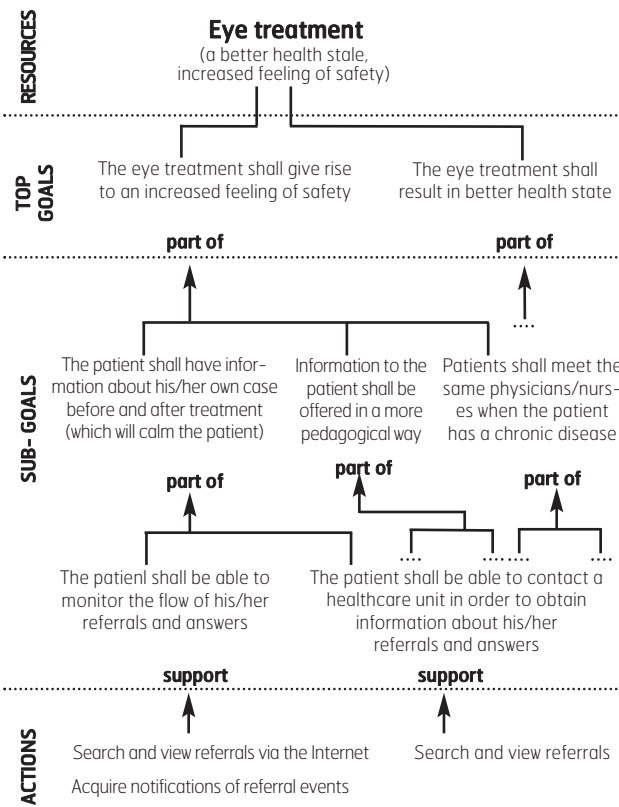 RESOURCES
Eye treatment
(a better health stale,
increased feeling of safety)
TOP
GOALS
The eye treatment shall give rise
to an increased feeling of safety
The eye treatment shall
result in better health state
part of
part of
....
SUB- GOALS
The patient shall have infor-
mation about his/her own case
before and after treatment
(which will calm the patient)
Information to the
patient shall be
offered in a more
pedagogical way
Patients shall meet the
same physicians/nurs-
es when the patient
has a chronic disease
part of
part of
part of
.... .... .... ....
The patienl shall be able to
monitor the flow of his/her
referrals and answers
The patient shall be able to contact a
healthcare unit in order to obtain
information about his/her
referrals and answers
support
support
ACTIONS
Search and view referrals via the Internet
Acquire notifications of referral events
Search and view referrals